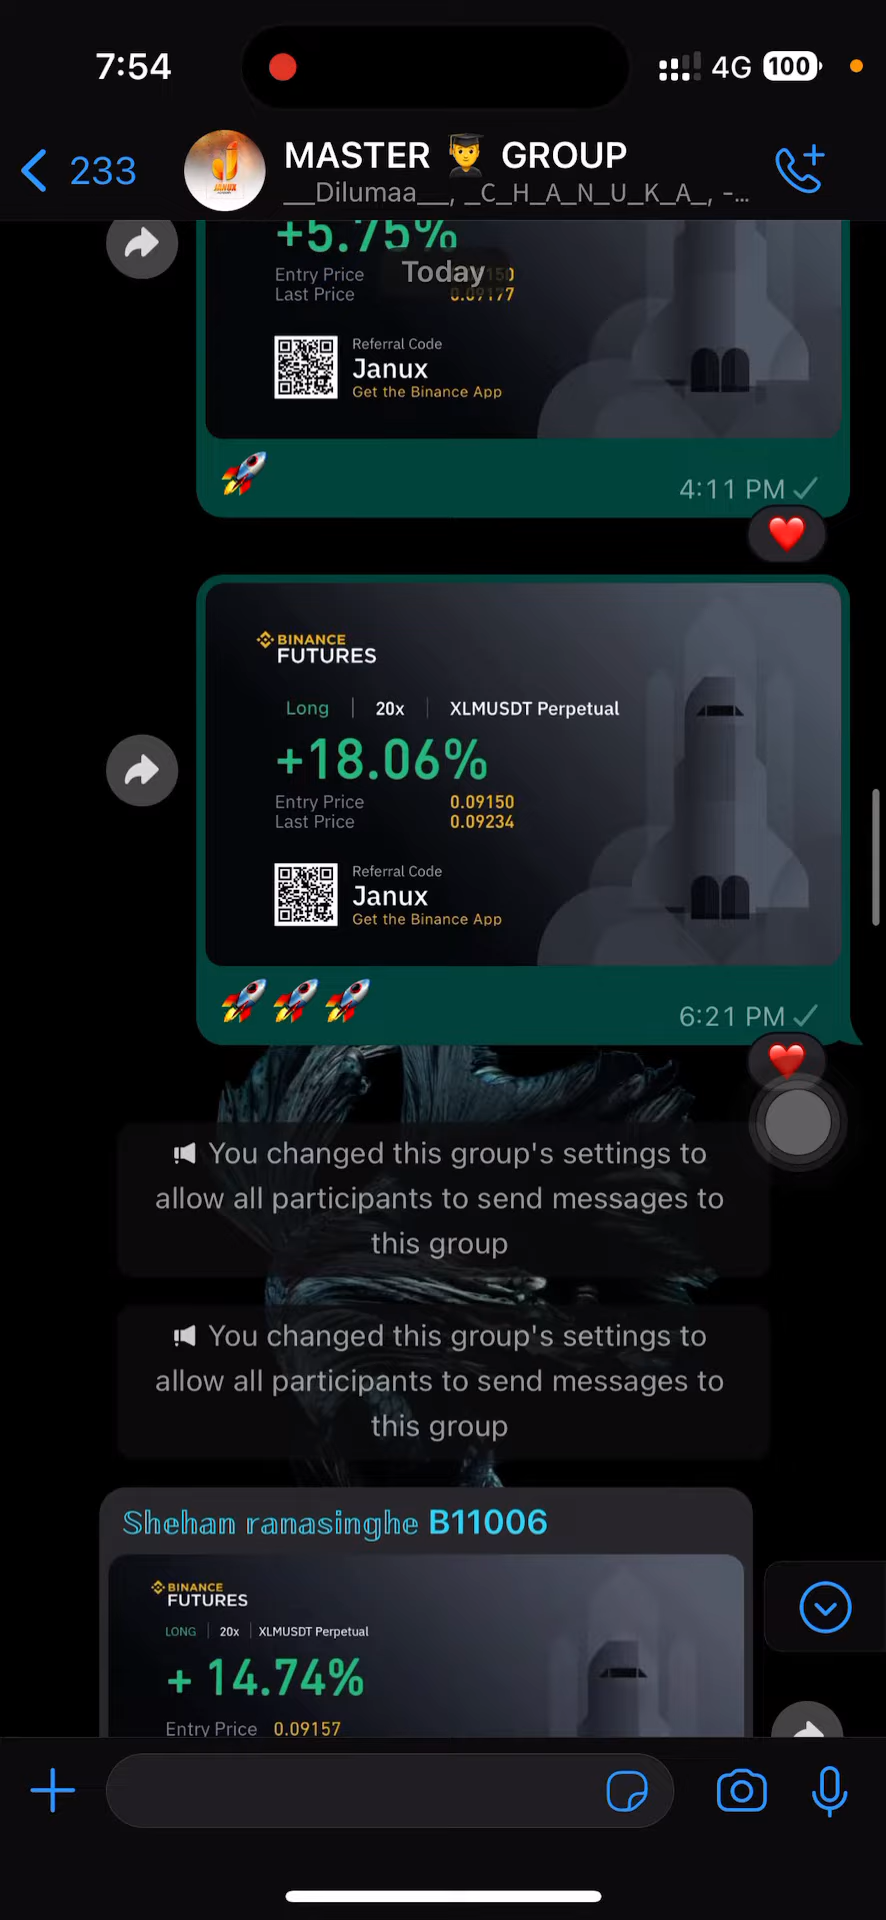 7:54
4G 100
233
MASTER 👨‍🎓 GROUP
__Dilumaa__, _C_H_A_N_U_K_A_, -...
+5.75%
Today
Entry Price
Last Price 0.09177
Referral Code
Janux
Get the Binance App
🚀
4:11 PM
❤️
BINANCE
FUTURES
Long | 20x | XLMUSDT Perpetual
+18.06%
Entry Price 0.09150
Last Price 0.09234
Referral Code
Janux
Get the Binance App
🚀🚀🚀
6:21 PM
❤️
You changed this group's settings to
allow all participants to send messages to
this group
You changed this group's settings to
allow all participants to send messages to
this group
Shehan ranasinghe B11006
BINANCE
FUTURES
LONG | 20x | XLMUSDT Perpetual
+ 14.74%
Entry Price 0.09157